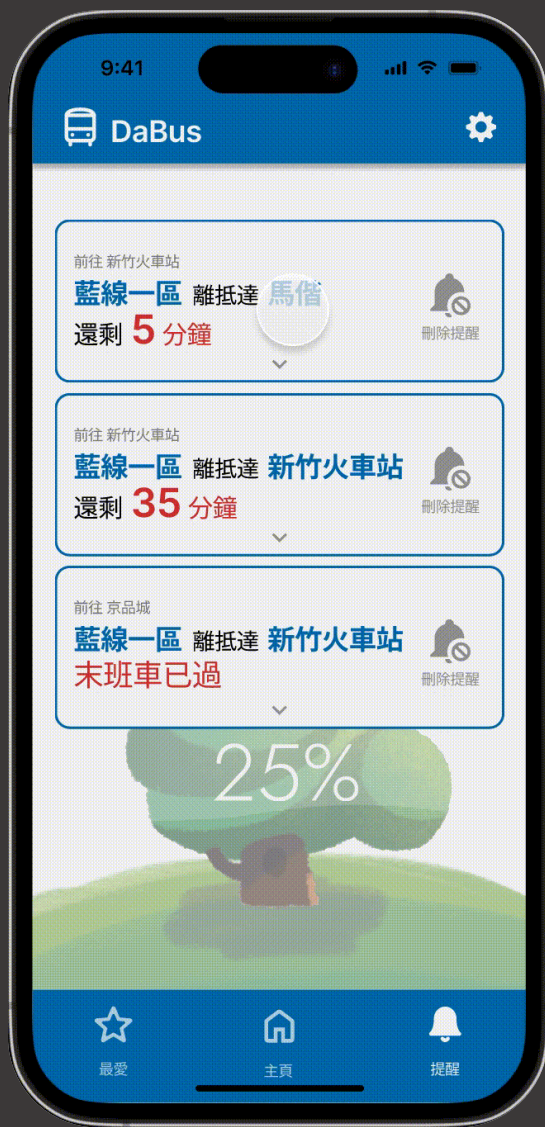 9:41
DaBus
前往 新竹火車站
藍線一區 離抵達 馬偕
還剩 5 分鐘
刪除提醒
前往 新竹火車站
藍線一區 離抵達 新竹火車站
還剩 35 分鐘
刪除提醒
前往 京品城
藍線一區 離抵達 新竹火車站
末班車已過
刪除提醒
25%
最愛
主頁
提醒